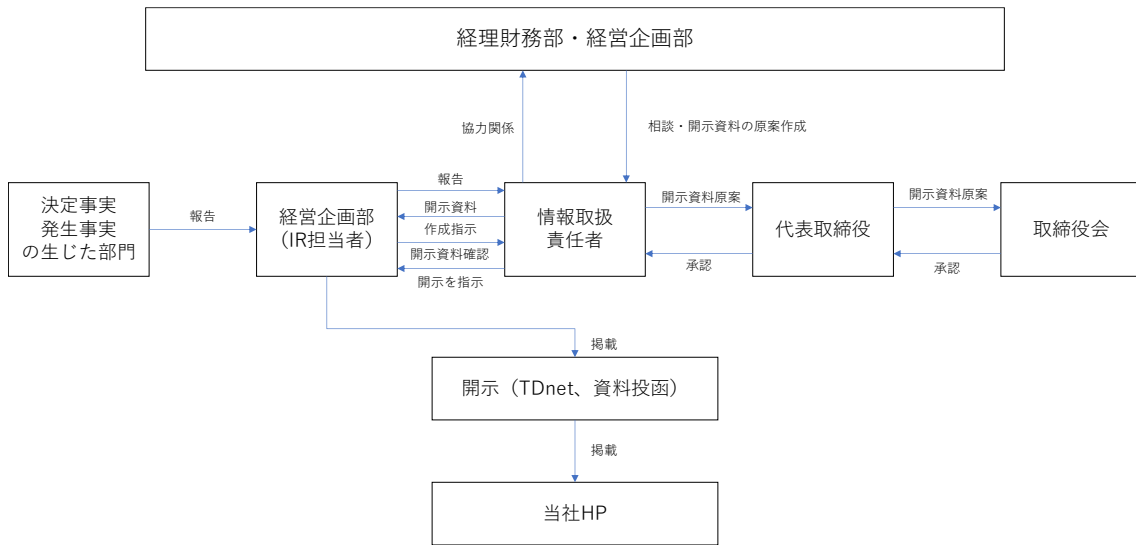 経理財務部・経営企画部
協力関係
相談・開示資料の原案作成
決定事実
発生事実
の生じた部門
報告
経営企画部
（IR担当者）
報告
開示資料
作成指示
開示資料確認
開示を指示
情報取扱
責任者
開示資料原案
承認
代表取締役
開示資料原案
承認
取締役会
掲載
開示（TDnet、資料投函）
掲載
当社HP